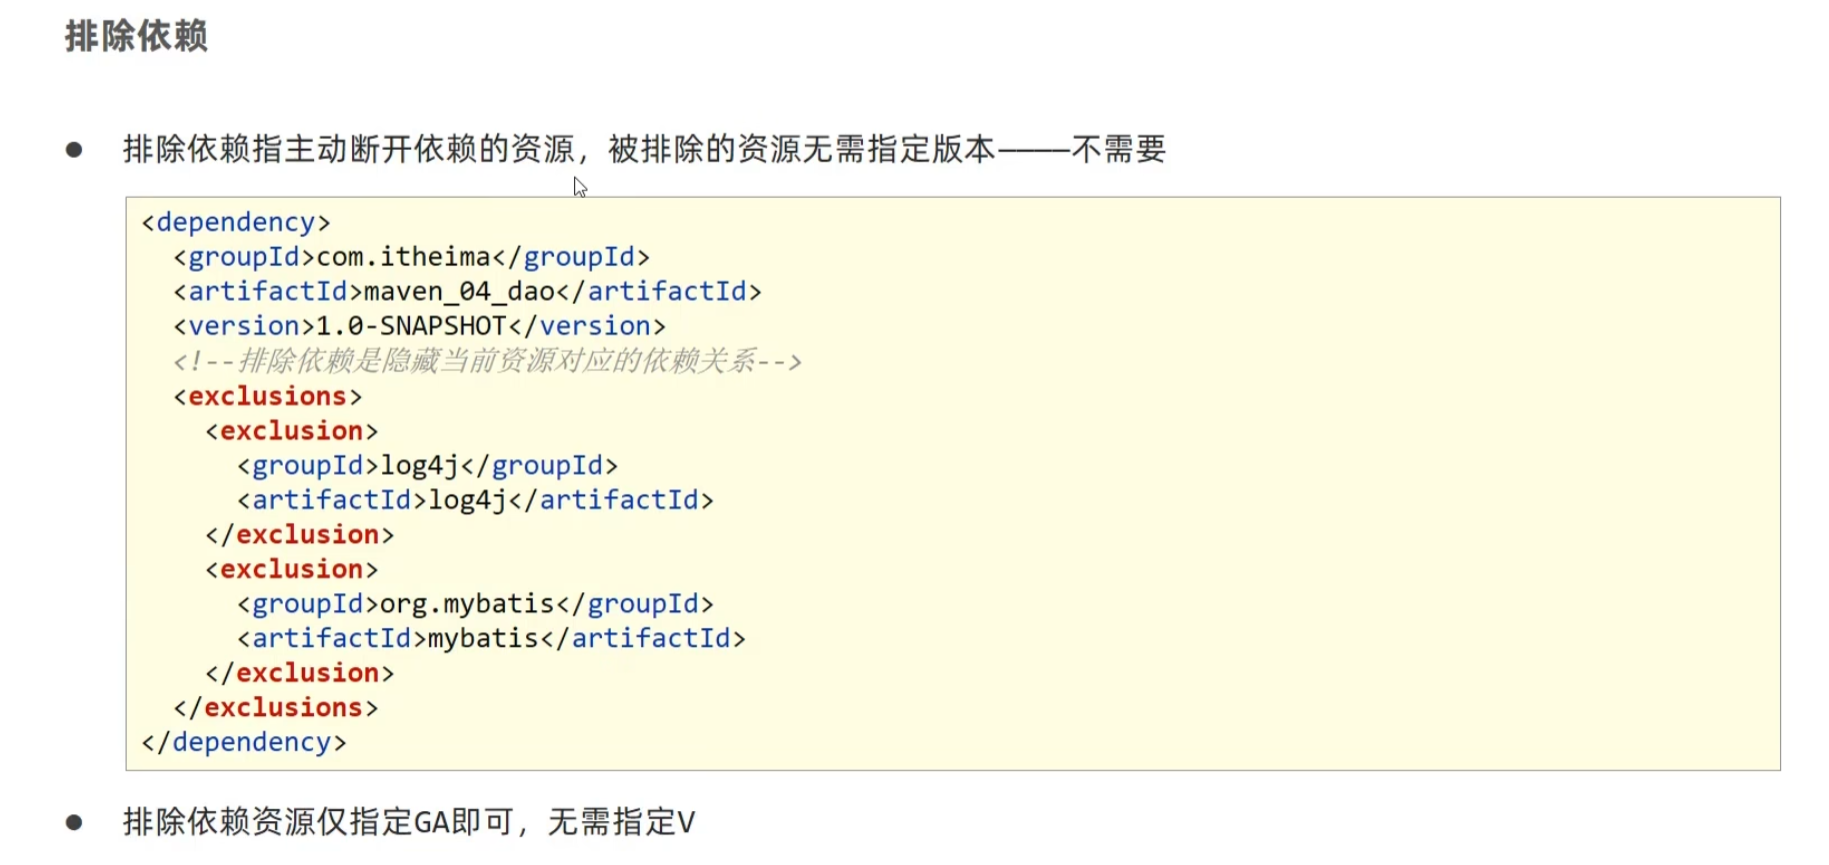 排除依赖
● 排除依赖指主动断开依赖的资源，被排除的资源无需指定版本————不需要
<dependency>
  <groupId>com.itheima</groupId>
  <artifactId>maven_04_dao</artifactId>
  <version>1.0-SNAPSHOT</version>
  <!--排除依赖是隐藏当前资源对应的依赖关系-->
  <exclusions>
    <exclusion>
      <groupId>log4j</groupId>
      <artifactId>log4j</artifactId>
    </exclusion>
    <exclusion>
      <groupId>org.mybatis</groupId>
      <artifactId>mybatis</artifactId>
    </exclusion>
  </exclusions>
</dependency>
● 排除依赖资源仅指定GA即可，无需指定V